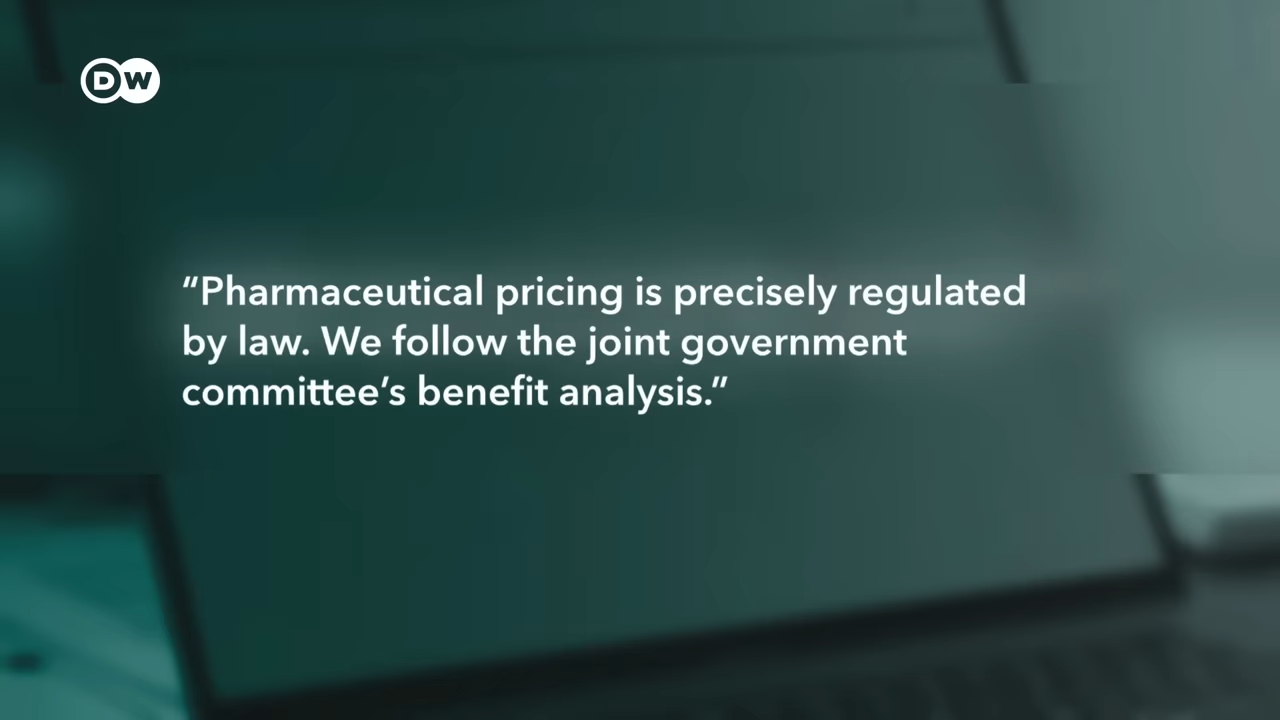 DW
“Pharmaceutical pricing is precisely regulated
by law. We follow the joint government
committee’s benefit analysis.”